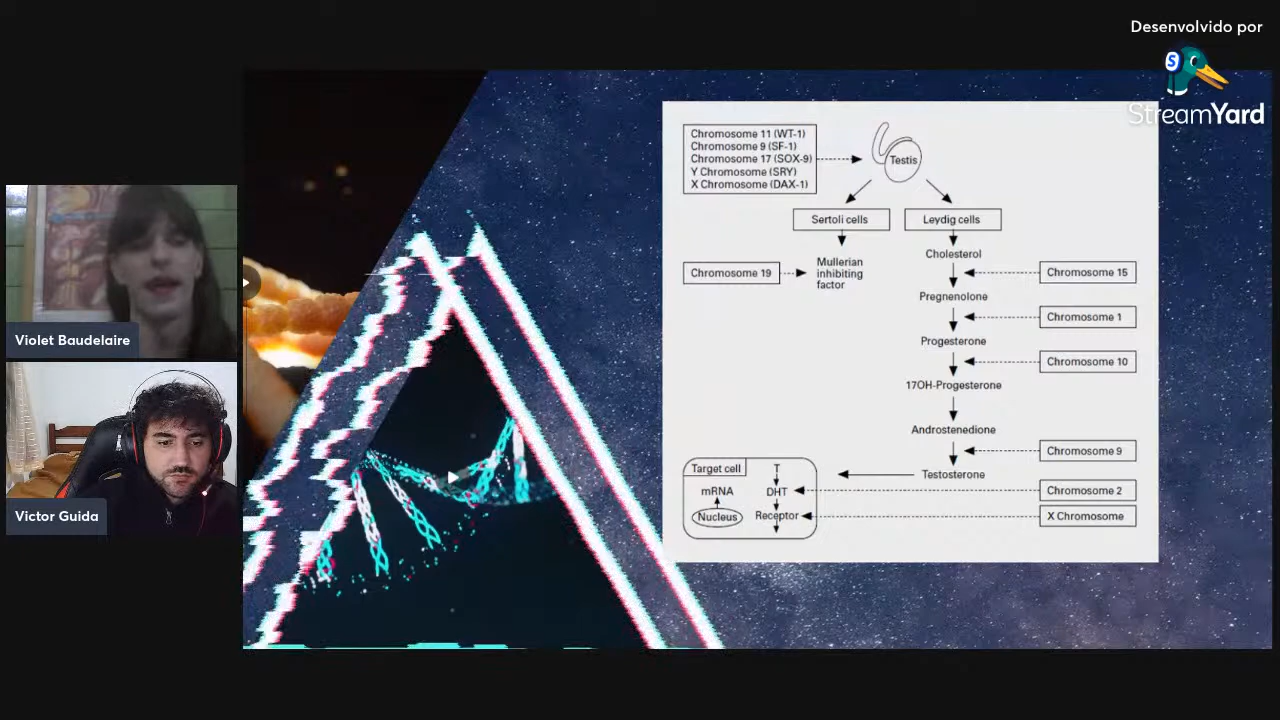 Desenvolvido por
S
StreamYard
Violet Baudelaire
Victor Guida
Chromosome 11 (WT-1)
Chromosome 9 (SF-1)
Chromosome 17 (SOX-9)
Y Chromosome (SRY)
X Chromosome (DAX-1)
Testis
Sertoli cells
Leydig cells
Chromosome 19
Mullerian
inhibiting
factor
Cholesterol
Chromosome 15
Pregnenolone
Chromosome 1
Progesterone
Chromosome 10
17OH-Progesterone
Androstenedione
Chromosome 9
Testosterone
Chromosome 2
X Chromosome
Target cell
T
mRNA
DHT
Nucleus
Receptor